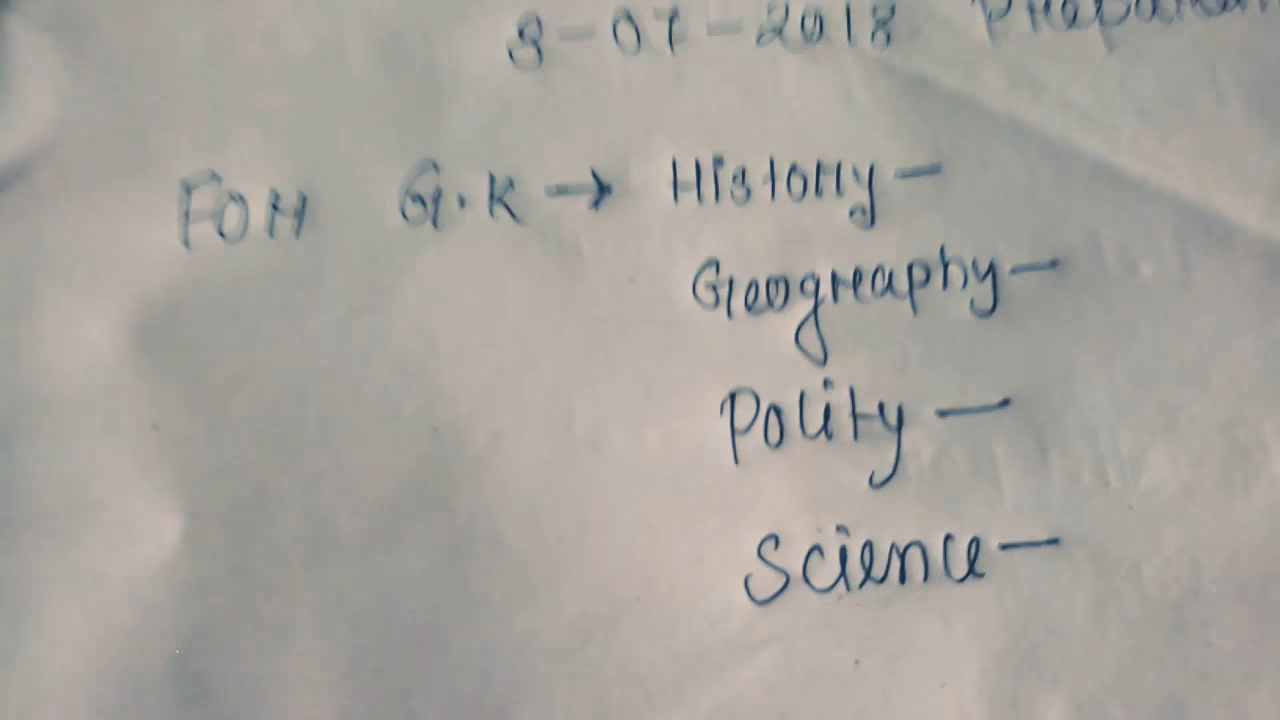 8-07-2018
FOR G.K → History -
Geography -
Polity -
Science -